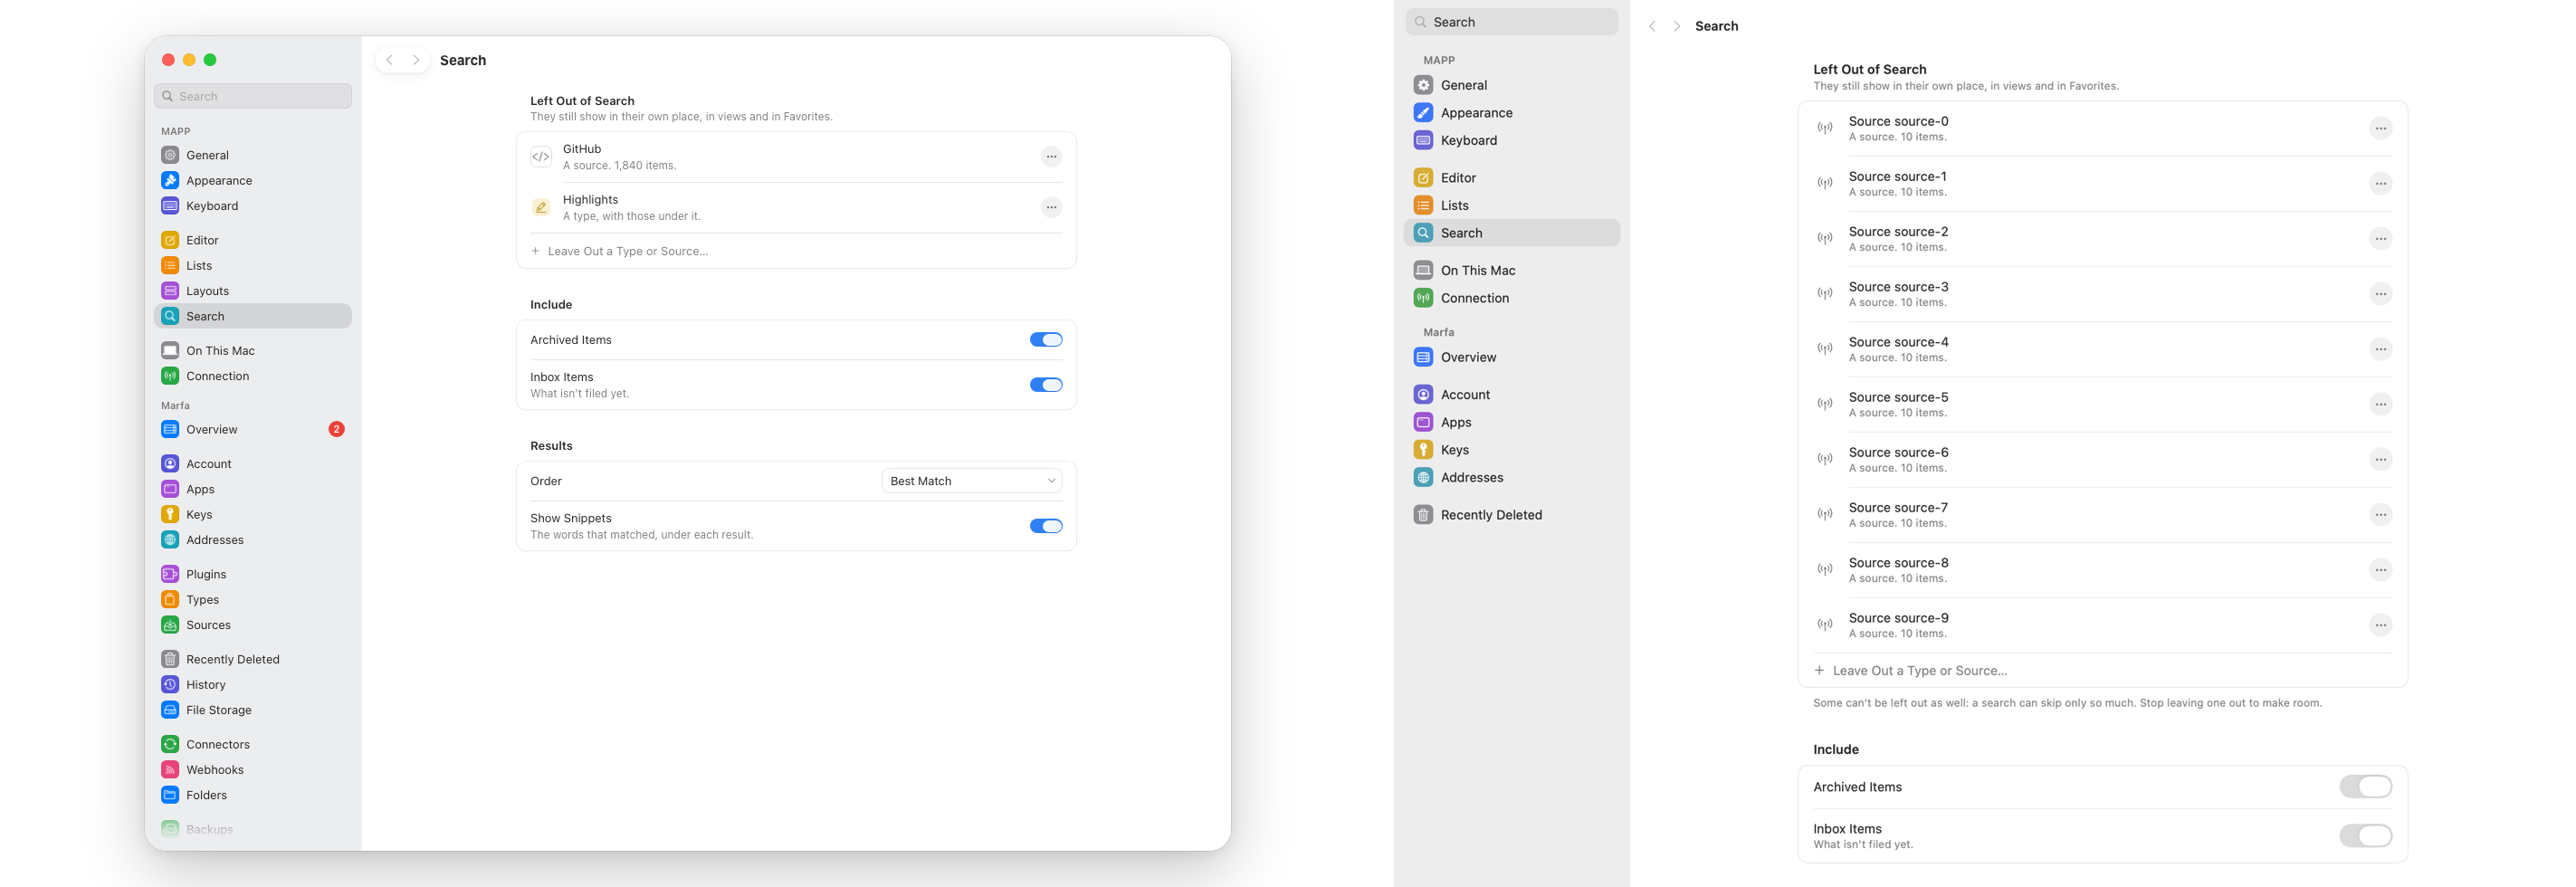 Search
Search
MAPP
General
Appearance
Keyboard
Editor
Lists
Layouts
Search
On This Mac
Connection
Marfa
Overview
2
Account
Apps
Keys
Addresses
Plugins
Types
Sources
Recently Deleted
History
File Storage
Connectors
Webhooks
Folders
Backups
Left Out of Search
They still show in their own place, in views and in Favorites.
GitHub
A source. 1,840 items.
Highlights
A type, with those under it.
+ Leave Out a Type or Source...
Include
Archived Items
Inbox Items
What isn't filed yet.
Results
Order
Best Match
Show Snippets
The words that matched, under each result.
Search
MAPP
General
Appearance
Keyboard
Editor
Lists
Search
On This Mac
Connection
Marfa
Overview
Account
Apps
Keys
Addresses
Recently Deleted
Search
Left Out of Search
They still show in their own place, in views and in Favorites.
Source source-0
A source. 10 items.
Source source-1
A source. 10 items.
Source source-2
A source. 10 items.
Source source-3
A source. 10 items.
Source source-4
A source. 10 items.
Source source-5
A source. 10 items.
Source source-6
A source. 10 items.
Source source-7
A source. 10 items.
Source source-8
A source. 10 items.
Source source-9
A source. 10 items.
+ Leave Out a Type or Source...
Some can't be left out as well: a search can skip only so much. Stop leaving one out to make room.
Include
Archived Items
Inbox Items
What isn't filed yet.